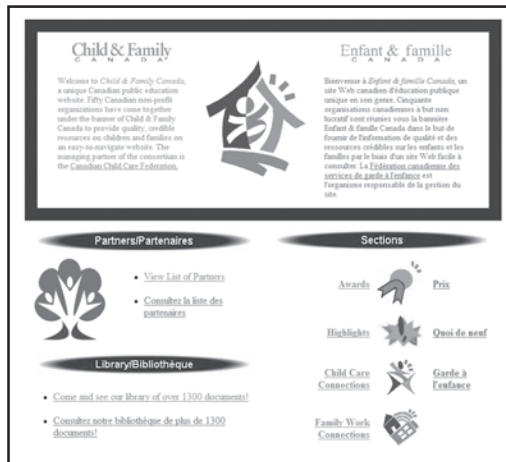 Child & Family
CANADA
Welcome to Child & Family Canada,
a unique Canadian public education
website. Fifty Canadian non-profit
organizations have come together
under the banner of Child & Family
Canada to provide quality, credible
resources on children and families on
an easy-to-navigate website. The
managing partner of the consortium is
the Canadian Child Care Federation.
Enfant & famille
CANADA
Bienvenue à Enfant & famille Canada, un
site Web canadien d'éducation publique
unique en son genre. Cinquante
organisations canadiennes à but non
lucratif sont réunies sous la bannière
Enfant & famille Canada dans le but de
fournir de l'information de qualité et des
ressources crédibles sur les enfants et les
familles par le biais d'un site Web facile à
consulter. La Fédération canadienne des
services de garde à l'enfance est
l'organisme responsable de la gestion du
site.
Partners/Partenaires
View List of Partners
Consultez la liste des
partenaires
Library/Bibliothèque
Come and see our library of over 1300 documents!
Consultez notre bibliothèque de plus de 1300
documents!
Sections
Awards Prix
Highlights Quoi de neuf
Child Care Garde à
Connections l'enfance
Family Work
Connections